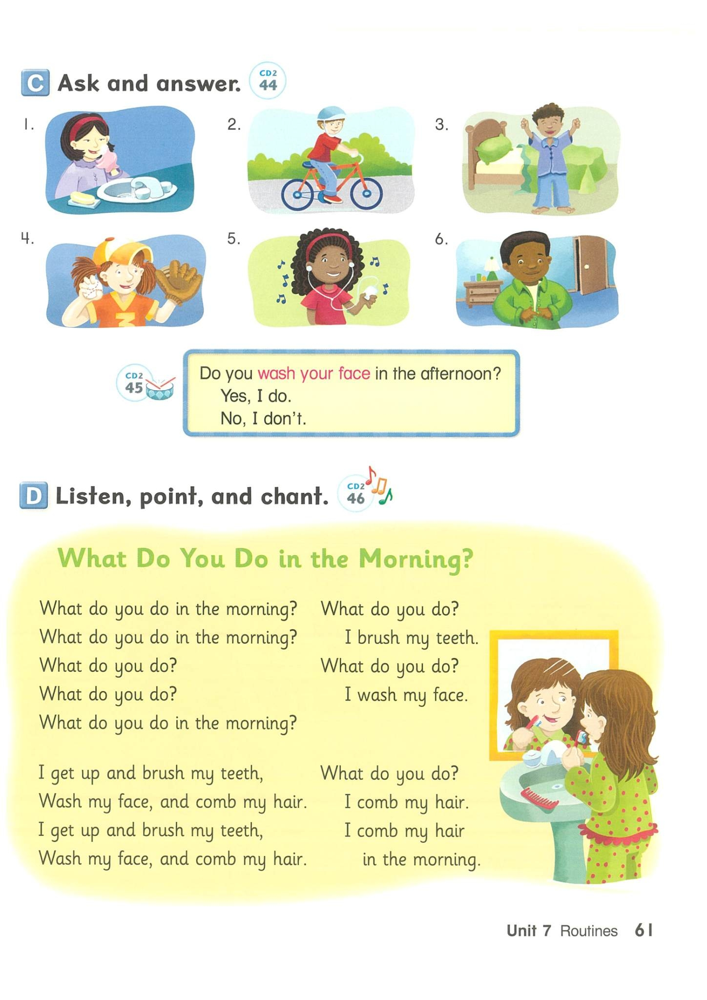 C Ask and answer. CD2 44
1.
2.
3.
4.
5.
6.
M
CD2 45
Do you wash your face in the afternoon?
Yes, I do.
No, I don't.
D Listen, point, and chant. CD2 46
What Do You Do in the Morning?
What do you do in the morning?
What do you do in the morning?
What do you do?
What do you do?
What do you do in the morning?
I get up and brush my teeth,
Wash my face, and comb my hair.
I get up and brush my teeth,
Wash my face, and comb my hair.
What do you do?
I brush my teeth.
What do you do?
I wash my face.
What do you do?
I comb my hair.
I comb my hair
in the morning.
Unit 7 Routines 61